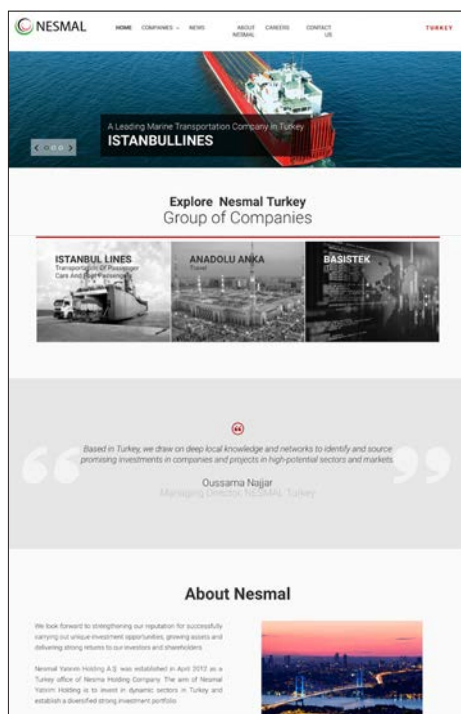 NESMAL
HOME COMPANIES NEWS ABOUT NESMAL CAREERS CONTACT US
TURKEY
A Leading Marine Transportation Company in Turkey
ISTANBULLINES
Explore Nesmal Turkey
Group of Companies
ISTANBUL LINES
Transportation Of Passenger
Cars And Foot Passengers
ANADOLU ANKA
Travel
BASISTEK
Based in Turkey, we draw on deep local knowledge and networks to identify and source
promising investments in companies and projects in high-potential sectors and markets.
Oussama Najjar
Managing Director, NESMAL Turkey
About Nesmal
We look forward to strengthening our reputation for successfully
carrying out unique investment opportunities, growing assets and
delivering strong returns to our investors and shareholders.
Nesmal Yatırım Holding A.Ş. was established in April 2012 as a
Turkey office of Nesma Holding Company. The aim of Nesmal
Yatırım Holding is to invest in dynamic sectors in Turkey and
establish a diversified strong investment portfolio.